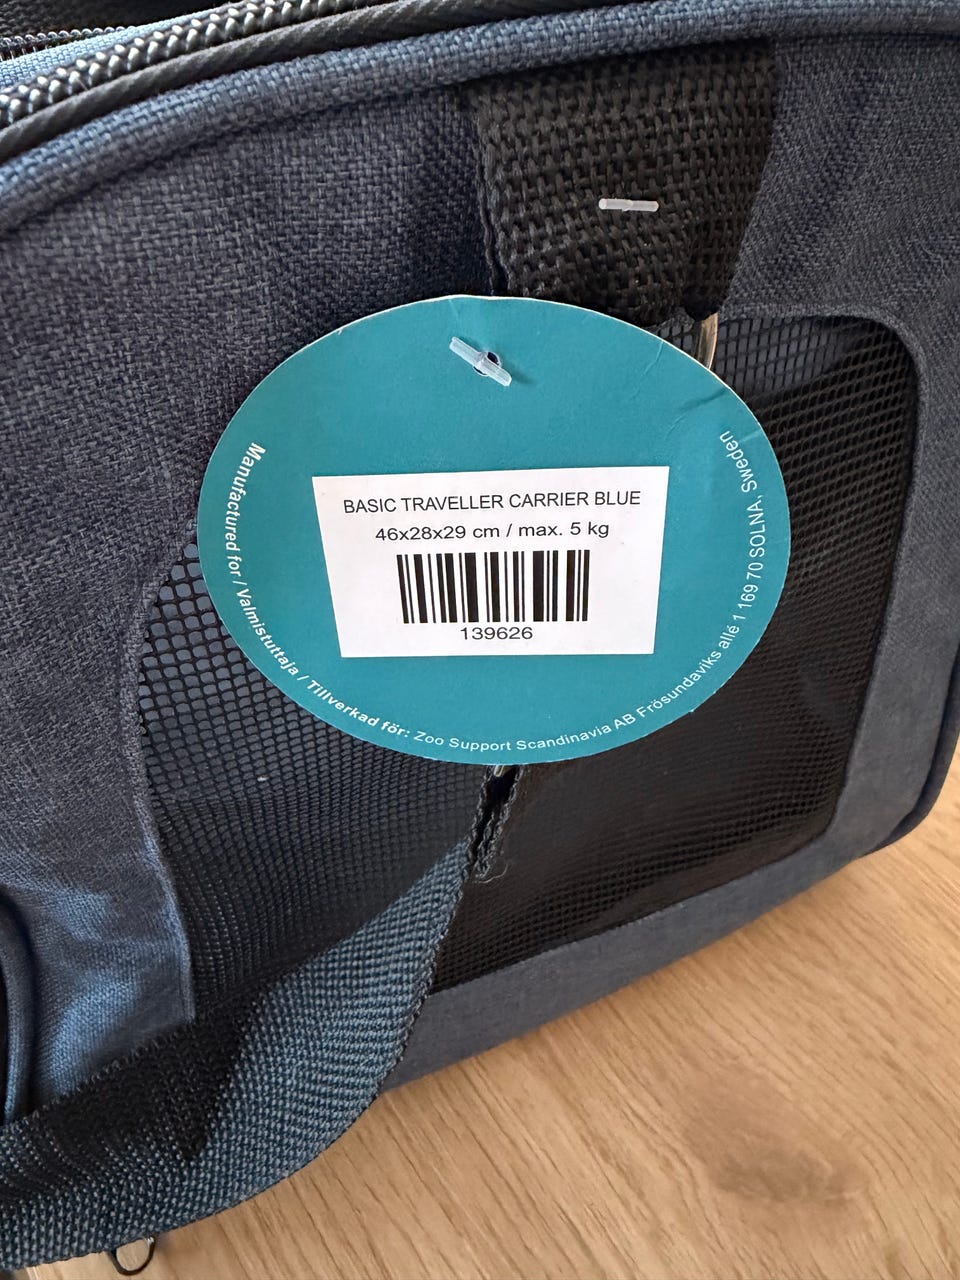 BASIC TRAVELLER CARRIER BLUE
46x28x29 cm / max. 5 kg
139626
Manufactured for / Valmistuttaja / Tillverkad för: Zoo Support Scandinavia AB Frösundaviks allé 1 169 70 SOLNA, Sweden